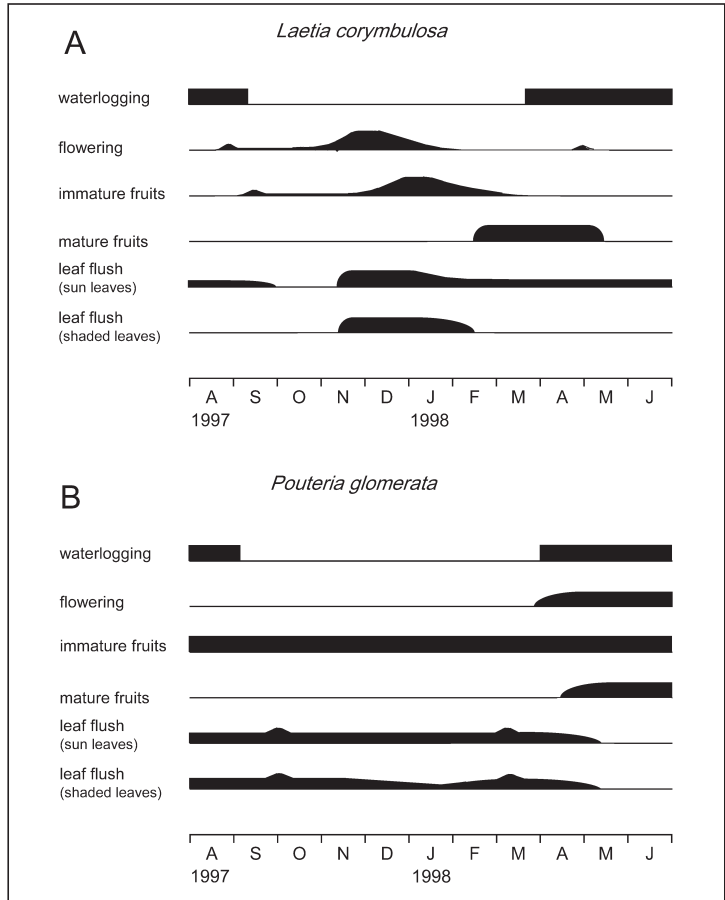 A
Laetia corymbulosa
waterlogging
flowering
immature fruits
mature fruits
leaf flush
(sun leaves)
leaf flush
(shaded leaves)
A S O N D J F M A M J
1997 1998
B
Pouteria glomerata
waterlogging
flowering
immature fruits
mature fruits
leaf flush
(sun leaves)
leaf flush
(shaded leaves)
A S O N D J F M A M J
1997 1998